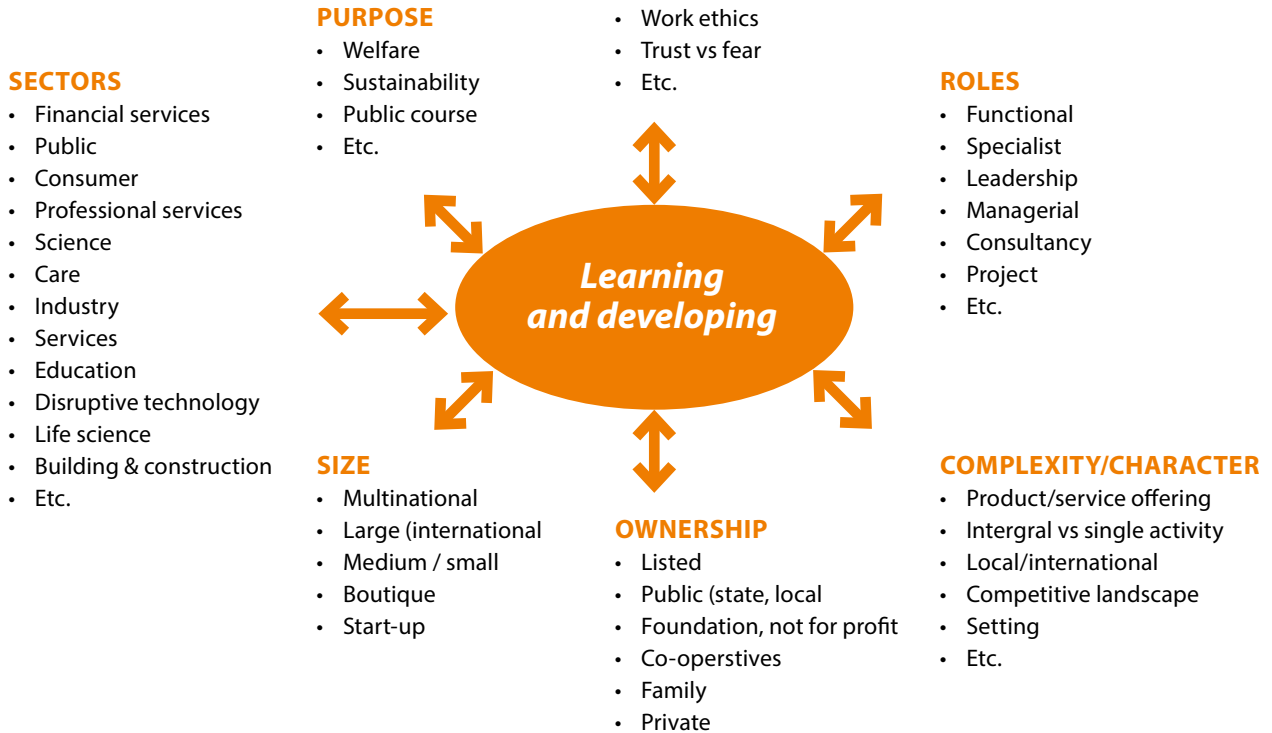 PURPOSE
• Welfare
• Sustainability
• Public course
• Etc.
• Work ethics
• Trust vs fear
• Etc.
SECTORS
• Financial services
• Public
• Consumer
• Professional services
• Science
• Care
• Industry
• Services
• Education
• Disruptive technology
• Life science
• Building & construction
• Etc.
ROLES
• Functional
• Specialist
• Leadership
• Managerial
• Consultancy
• Project
• Etc.
Learning
and developing
SIZE
• Multinational
• Large (international
• Medium / small
• Boutique
• Start-up
OWNERSHIP
• Listed
• Public (state, local
• Foundation, not for profit
• Co-operstives
• Family
• Private
COMPLEXITY/CHARACTER
• Product/service offering
• Intergral vs single activity
• Local/international
• Competitive landscape
• Setting
• Etc.